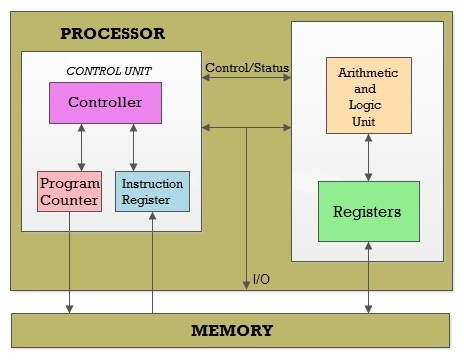 PROCESSOR
CONTROL UNIT
Controller
Program
Counter
Instruction
Register
Control/Status
Arithmetic
and
Logic
Unit
Registers
I/O
MEMORY